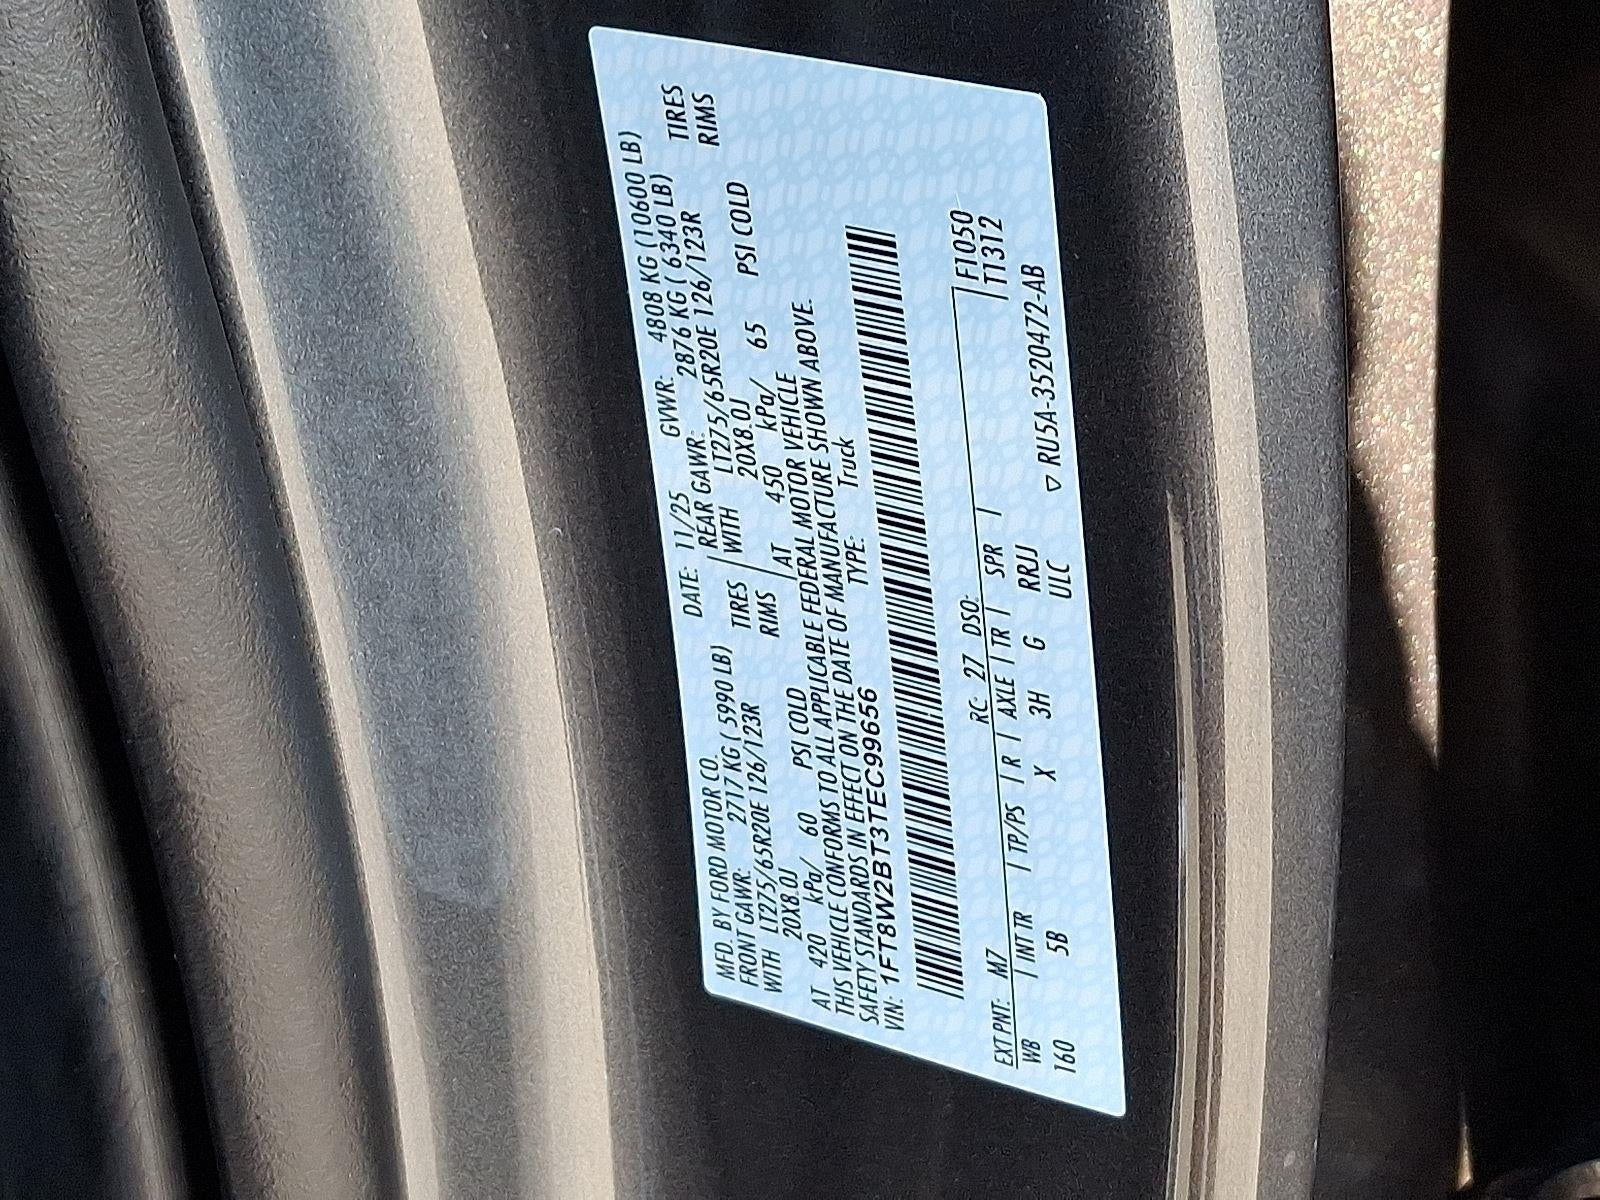 MFD. BY FORD MOTOR CO. DATE: 11/25 GVWR: 4808 KG (10600 LB)
FRONT GAWR: 2717 KG ( 5990 LB) REAR GAWR: 2876 KG ( 6340 LB)
WITH LT275/65R20E 126/123R TIRES WITH LT275/65R20E 126/123R TIRES
20X8.0J RIMS 20X8.0J RIMS
AT 420 kPa/ 60 PSI COLD AT 450 kPa/ 65 PSI COLD
THIS VEHICLE CONFORMS TO ALL APPLICABLE FEDERAL MOTOR VEHICLE
SAFETY STANDARDS IN EFFECT ON THE DATE OF MANUFACTURE SHOWN ABOVE.
VIN: 1FT8W2BT3TEC99656 TYPE: Truck
EXT PNT: M7 RC: 27 DSO: F1050
WB | INT TR | TP/PS | R | AXLE | TR | SPR | T1312
160 5B X 3H G RRJJ
ULC ▽ RU5A-3520472-AB